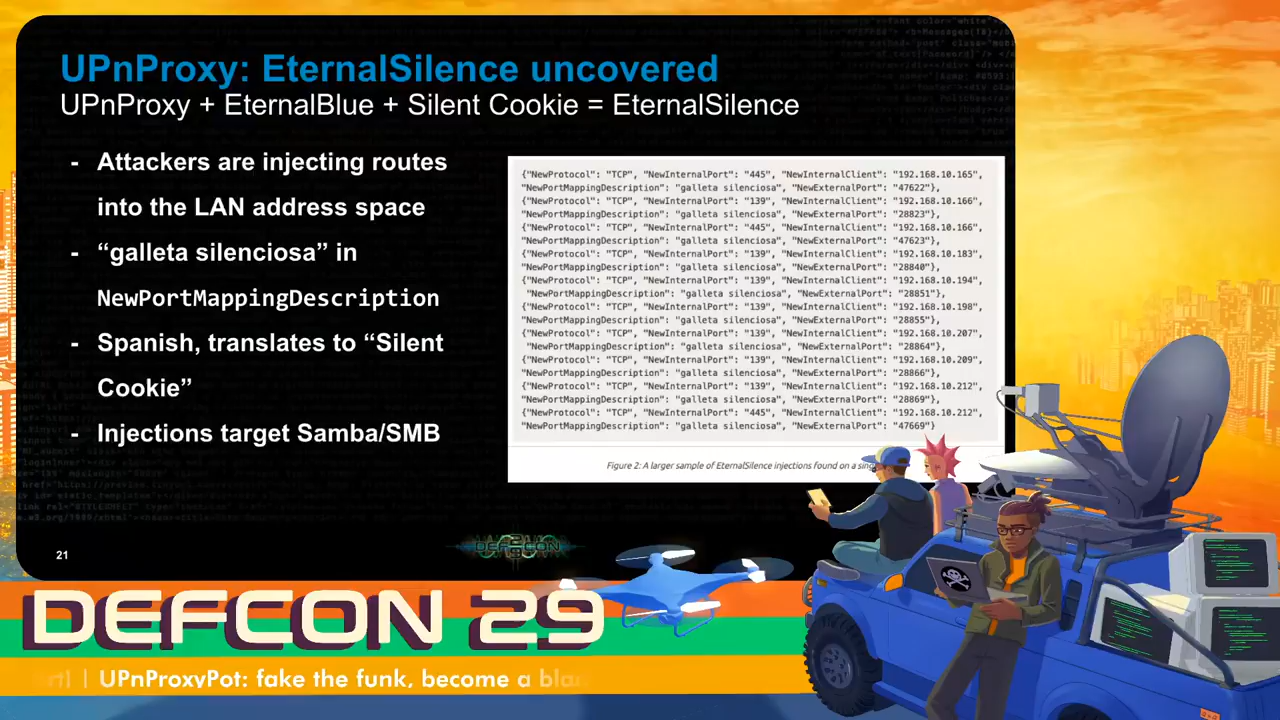 UPnProxy: EternalSilence uncovered
UPnProxy + EternalBlue + Silent Cookie = EternalSilence
- Attackers are injecting routes
into the LAN address space
- “galleta silenciosa” in
NewPortMappingDescription
- Spanish, translates to “Silent
Cookie”
- Injections target Samba/SMB
{"NewProtocol": "TCP", "NewInternalPort": "445", "NewInternalClient": "192.168.10.165",
"NewPortMappingDescription": "galleta silenciosa", "NewExternalPort": "47622"},
{"NewProtocol": "TCP", "NewInternalPort": "139", "NewInternalClient": "192.168.10.166",
"NewPortMappingDescription": "galleta silenciosa", "NewExternalPort": "28823"},
{"NewProtocol": "TCP", "NewInternalPort": "445", "NewInternalClient": "192.168.10.166",
"NewPortMappingDescription": "galleta silenciosa", "NewExternalPort": "47623"},
{"NewProtocol": "TCP", "NewInternalPort": "139", "NewInternalClient": "192.168.10.183",
"NewPortMappingDescription": "galleta silenciosa", "NewExternalPort": "28840"},
{"NewProtocol": "TCP", "NewInternalPort": "139", "NewInternalClient": "192.168.10.194",
"NewPortMappingDescription": "galleta silenciosa", "NewExternalPort": "28851"},
{"NewProtocol": "TCP", "NewInternalPort": "139", "NewInternalClient": "192.168.10.198",
"NewPortMappingDescription": "galleta silenciosa", "NewExternalPort": "28855"},
{"NewProtocol": "TCP", "NewInternalPort": "139", "NewInternalClient": "192.168.10.207",
"NewPortMappingDescription": "galleta silenciosa", "NewExternalPort": "28864"},
{"NewProtocol": "TCP", "NewInternalPort": "139", "NewInternalClient": "192.168.10.209",
"NewPortMappingDescription": "galleta silenciosa", "NewExternalPort": "28866"},
{"NewProtocol": "TCP", "NewInternalPort": "139", "NewInternalClient": "192.168.10.212",
"NewPortMappingDescription": "galleta silenciosa", "NewExternalPort": "28869"},
{"NewProtocol": "TCP", "NewInternalPort": "445", "NewInternalClient": "192.168.10.212",
"NewPortMappingDescription": "galleta silenciosa", "NewExternalPort": "47669"}
Figure 2: A larger sample of EternalSilence injections found on a
21
DEFCON
DEFCON 29
| UPnProxyPot: fake the funk, become a